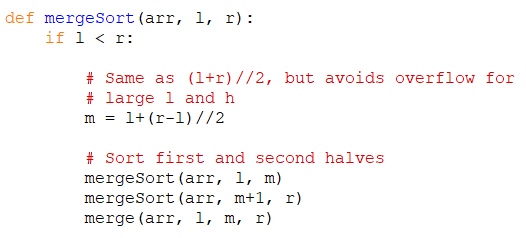 def mergeSort(arr, l, r):
    if l < r:

        # Same as (l+r)//2, but avoids overflow for
        # large l and h
        m = l+(r-l)//2

        # Sort first and second halves
        mergeSort(arr, l, m)
        mergeSort(arr, m+1, r)
        merge(arr, l, m, r)